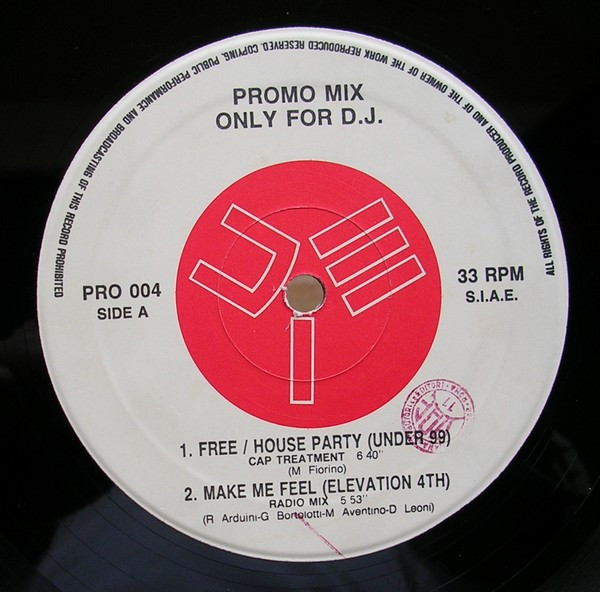 ALL RIGHTS OF THE RECORD PRODUCER AND OF THE OWNER OF THE WORK REPRODUCED RESERVED. COPYING, PUBLIC PERFORMANCE AND BROADCASTING OF THIS RECORD PROHIBITED
PROMO MIX
ONLY FOR D.J.
PRO 004
SIDE A
33 RPM
S.I.A.E.
1. FREE / HOUSE PARTY (UNDER 99)
CAP TREATMENT 6 40"
(M Fiorino)
2. MAKE ME FEEL (ELEVATION 4TH)
RADIO MIX 5 53"
(R Arduini-G Bortolotti-M Aventino-D Leoni)